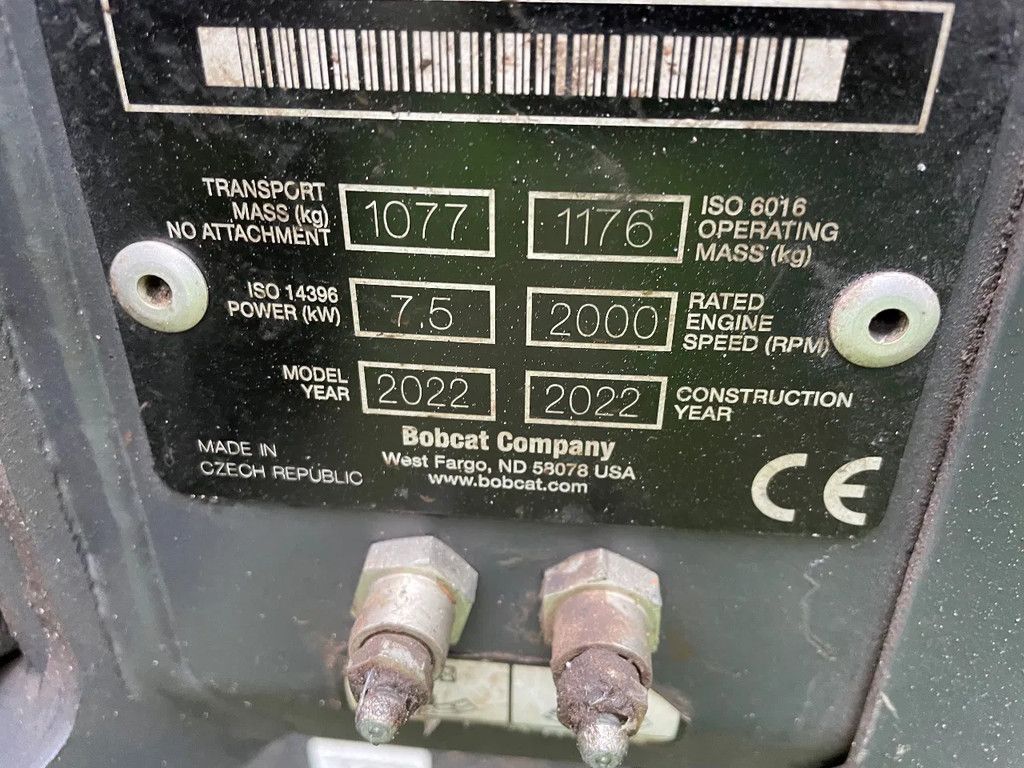 TRANSPORT
MASS (kg)
NO ATTACHMENT
1077
1176
ISO 6016
OPERATING
MASS (kg)
ISO 14396
POWER (kW)
7.5
2000
RATED
ENGINE
SPEED (RPM)
MODEL
YEAR
2022
2022
CONSTRUCTION
YEAR
MADE IN
CZECH REPUBLIC
Bobcat Company
West Fargo, ND 58078 USA
www.bobcat.com
CE